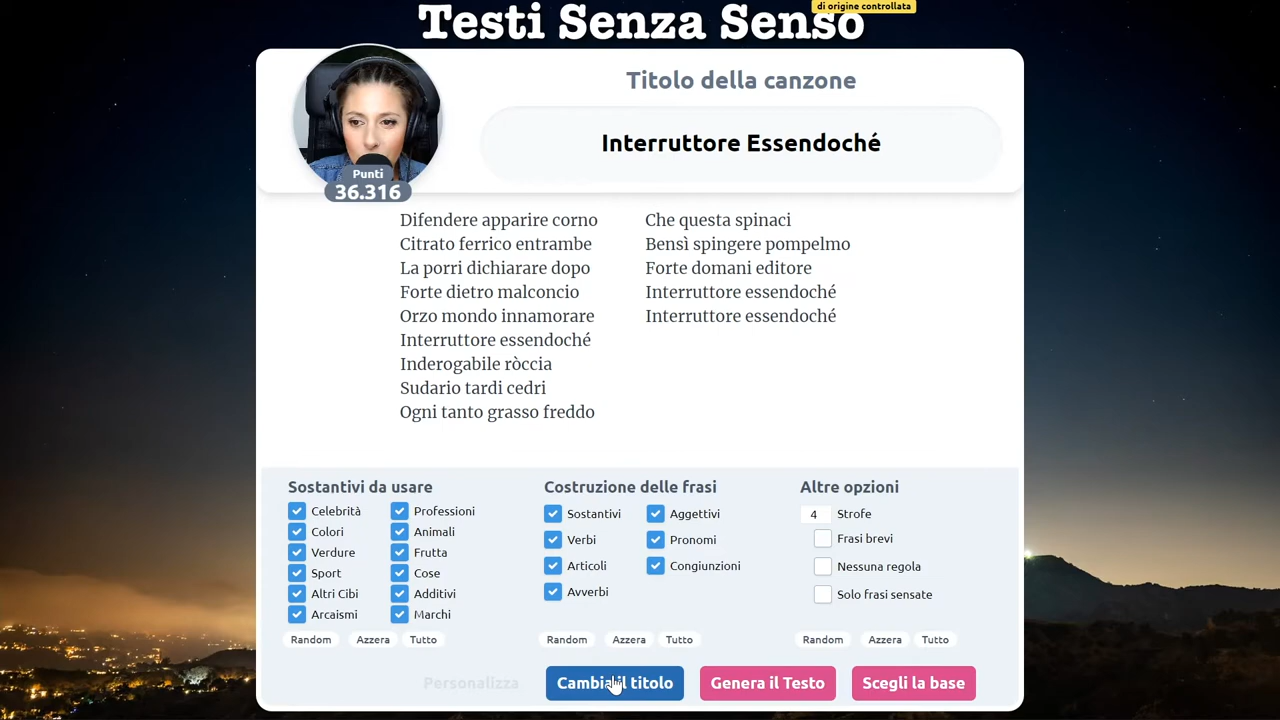 di origine controllata
Testi Senza Senso
Titolo della canzone
Interruttore Essendoché
Punti
36.316
Difendere apparire corno
Citrato ferrico entrambe
La porri dichiarare dopo
Forte dietro malconcio
Orzo mondo innamorare
Interruttore essendoché
Inderogabile ròccia
Sudario tardi cedri
Ogni tanto grasso freddo
Che questa spinaci
Bensì spingere pompelmo
Forte domani editore
Interruttore essendoché
Interruttore essendoché
Sostantivi da usare
Celebrità
Professioni
Colori
Animali
Verdure
Frutta
Sport
Cose
Altri Cibi
Additivi
Arcaismi
Marchi
Random Azzera Tutto
Costruzione delle frasi
Sostantivi
Aggettivi
Verbi
Pronomi
Articoli
Congiunzioni
Avverbi
Random Azzera Tutto
Altre opzioni
4 Strofe
Frasi brevi
Nessuna regola
Solo frasi sensate
Random Azzera Tutto
Personalizza
Cambia il titolo
Genera il Testo
Scegli la base